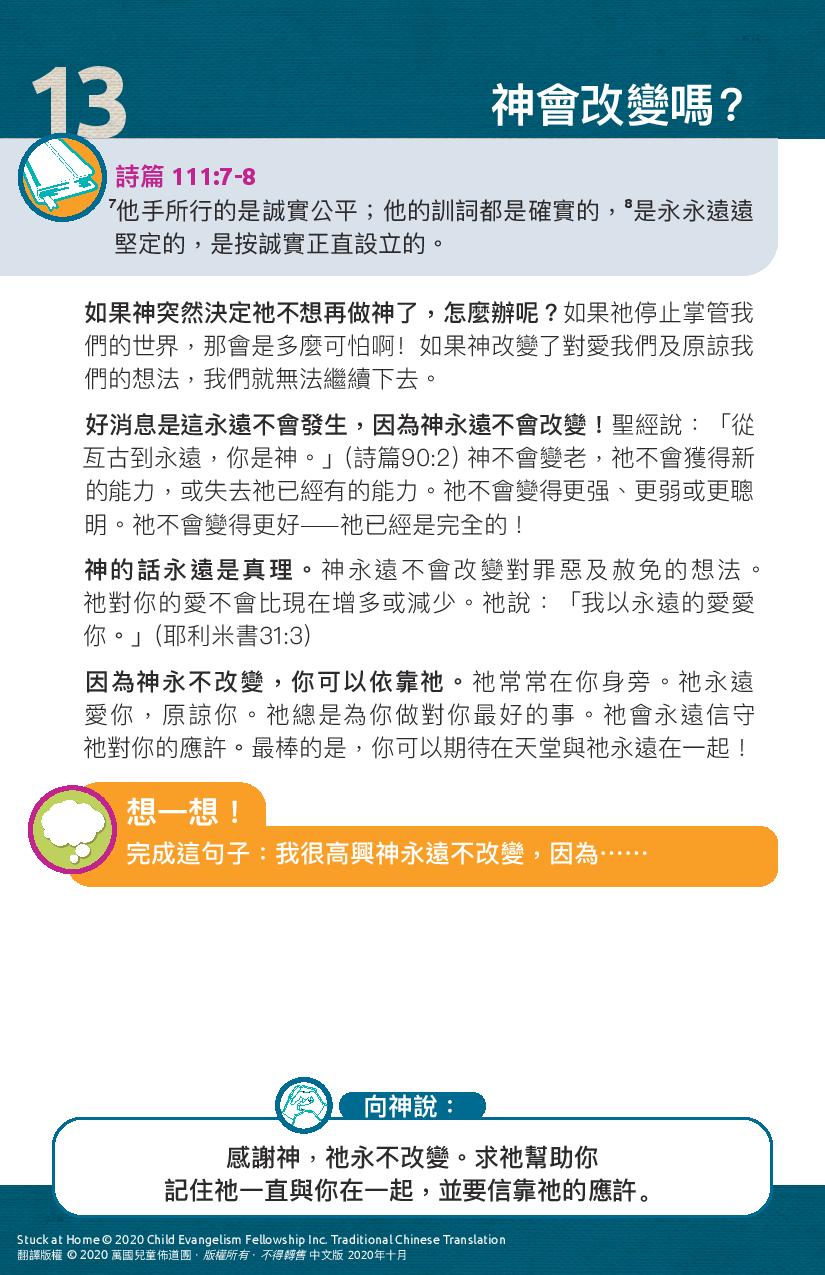 13
神會改變嗎？
詩篇 111:7-8
⁷他手所行的是誠實公平；他的訓詞都是確實的，⁸是永永遠遠
堅定的，是按誠實正直設立的。
如果神突然決定祂不想再做神了，怎麼辦呢？如果祂停止掌管我
們的世界，那會是多麼可怕啊！如果神改變了對愛我們及原諒我
們的想法，我們就無法繼續下去。
好消息是這永遠不會發生，因為神永遠不會改變！聖經說：「從
亙古到永遠，你是神。」(詩篇90:2) 神不會變老，祂不會獲得新
的能力，或失去祂已經有的能力。祂不會變得更强、更弱或更聰
明。祂不會變得更好——祂已經是完全的！
神的話永遠是真理。神永遠不會改變對罪惡及赦免的想法。
祂對你的愛不會比現在增多或減少。祂說：「我以永遠的愛愛
你。」(耶利米書31:3)
因為神永不改變，你可以依靠祂。祂常常在你身旁。祂永遠
愛你，原諒你。祂總是為你做對你最好的事。祂會永遠信守
祂對你的應許。最棒的是，你可以期待在天堂與祂永遠在一起！
想一想！
完成這句子：我很高興神永遠不改變，因為⋯⋯
向神說：
感謝神，祂永不改變。求祂幫助你
記住祂一直與你在一起，並要信靠祂的應許。
Stuck at Home © 2020 Child Evangelism Fellowship Inc. Traditional Chinese Translation
翻譯版權 © 2020 萬國兒童佈道團．版權所有．不得轉售 中文版 2020年十月